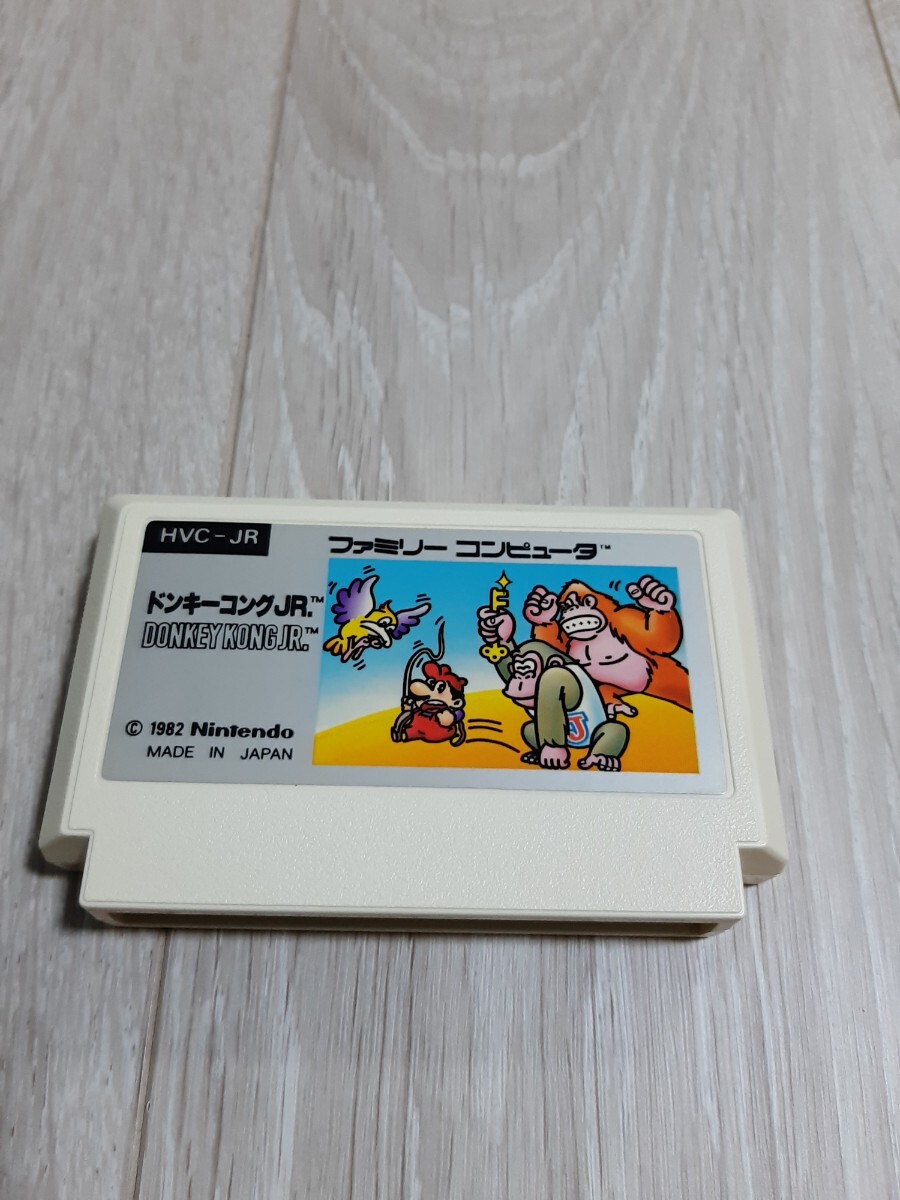 HVC-JR
ファミリー コンピュータ™
ドンキーコングJR.™
DONKEY KONG JR.™
© 1982 Nintendo
MADE IN JAPAN
J